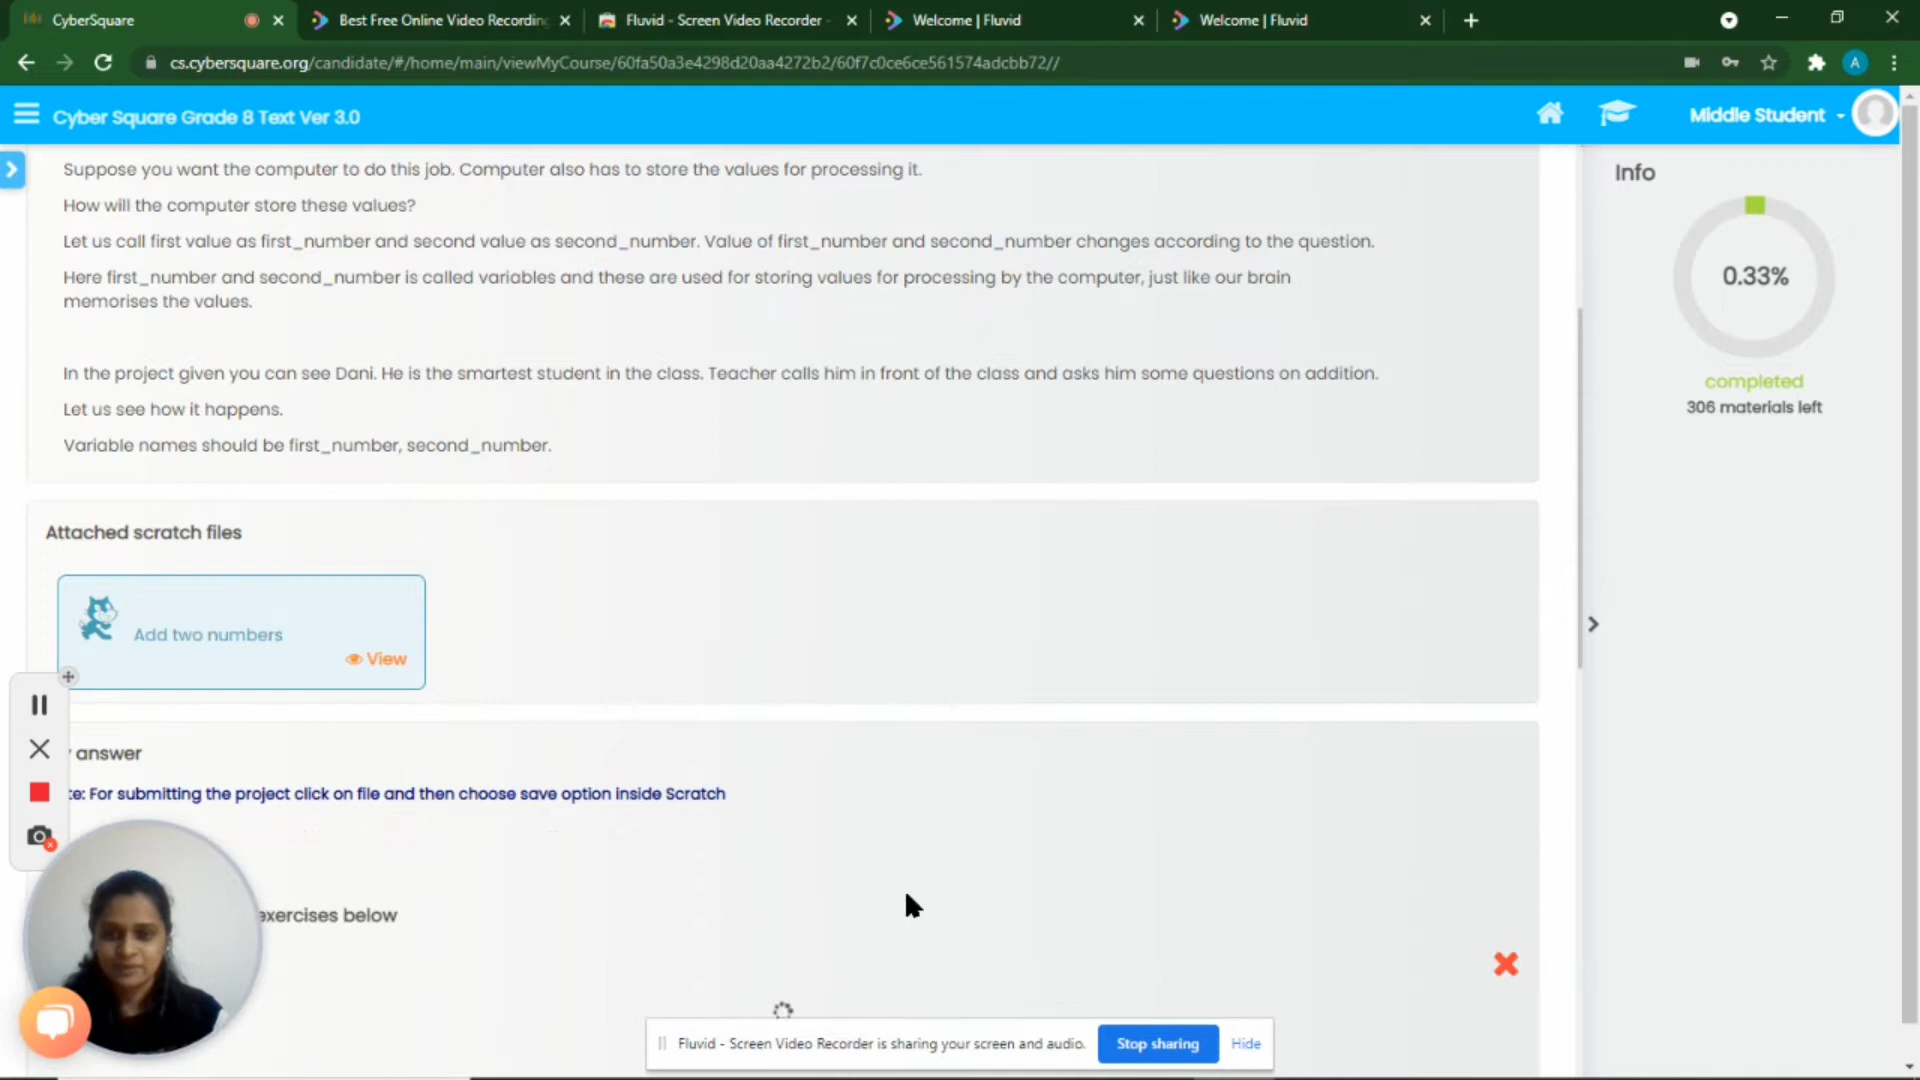 CyberSquare
Best Free Online Video Recording
Fluvid - Screen Video Recorder -
Welcome | Fluvid
Welcome | Fluvid
cs.cybersquare.org/candidate/#/home/main/viewMyCourse/60fa50a3e4298d20aa4272b2/60f7c0ce6ce561574adcbb72//
A
Cyber Square Grade 8 Text Ver 3.0
Middle Student
Suppose you want the computer to do this job. Computer also has to store the values for processing it.
How will the computer store these values?
Let us call first value as first_number and second value as second_number. Value of first_number and second_number changes according to the question.
Here first_number and second_number is called variables and these are used for storing values for processing by the computer, just like our brain
memorises the values.
In the project given you can see Dani. He is the smartest student in the class. Teacher calls him in front of the class and asks him some questions on addition.
Let us see how it happens.
Variable names should be first_number, second_number.
Info
0.33%
completed
306 materials left
Attached scratch files
Add two numbers
View
answer
te: For submitting the project click on file and then choose save option inside Scratch
exercises below
Fluvid - Screen Video Recorder is sharing your screen and audio.
Stop sharing
Hide